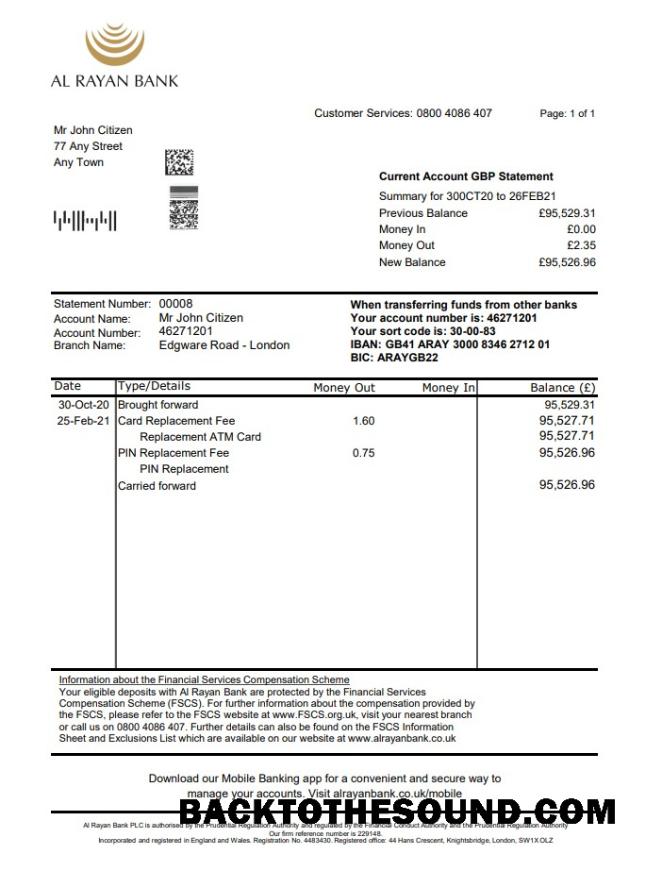 AL RAYAN BANK
Customer Services: 0800 4086 407 Page: 1 of 1
Mr John Citizen
77 Any Street
Any Town
Current Account GBP Statement
Summary for 30OCT20 to 26FEB21
Previous Balance £95,529.31
Money In £0.00
Money Out £2.35
New Balance £95,526.96
Statement Number: 00008
Account Name: Mr John Citizen
Account Number: 46271201
Branch Name: Edgware Road - London
When transferring funds from other banks
Your account number is: 46271201
Your sort code is: 30-00-83
IBAN: GB41 ARAY 3000 8346 2712 01
BIC: ARAYGB22
Date Type/Details Money Out Money In Balance (£)
30-Oct-20 Brought forward 95,529.31
25-Feb-21 Card Replacement Fee 1.60 95,527.71
Replacement ATM Card 95,527.71
PIN Replacement Fee 0.75 95,526.96
PIN Replacement
Carried forward 95,526.96
Information about the Financial Services Compensation Scheme
Your eligible deposits with Al Rayan Bank are protected by the Financial Services
Compensation Scheme (FSCS). For further information about the compensation provided by
the FSCS, please refer to the FSCS website at www.FSCS.org.uk, visit your nearest branch
or call us on 0800 4086 407. Further details can also be found on the FSCS Information
Sheet and Exclusions List which are available on our website at www.alrayanbank.co.uk
Download our Mobile Banking app for a convenient and secure way to
manage your accounts. Visit alrayanbank.co.uk/mobile
BACKTOTHESOUND.COM
Al Rayan Bank PLC is authorised by the Prudential Regulation Authority and regulated by the Financial Conduct Authority and the Prudential Regulation Authority
Our firm reference number is 229148.
Incorporated and registered in England and Wales. Registration No. 4483430. Registered office: 44 Hans Crescent, Knightsbridge, London, SW1X OLZ